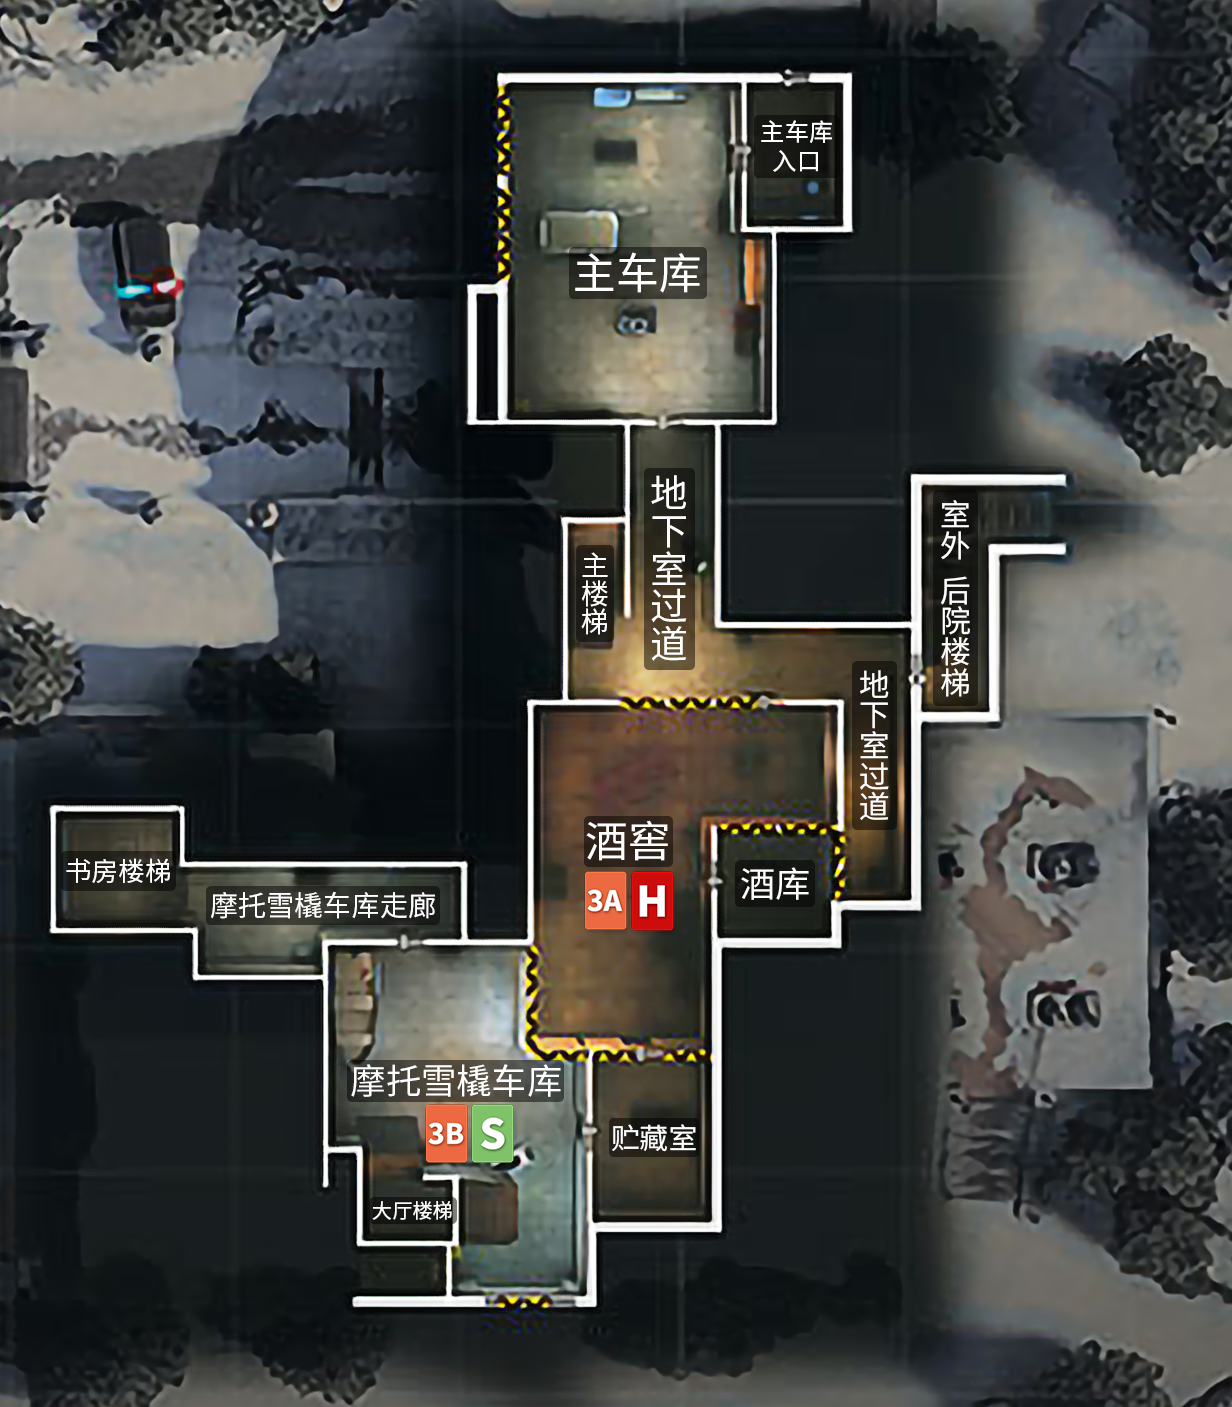 主车库
入口
主车库
地下室过道
室外 后院楼梯
主楼梯
地下室过道
酒窖
3A H
酒库
书房楼梯
摩托雪橇车库走廊
摩托雪橇车库
3B S
贮藏室
大厅楼梯